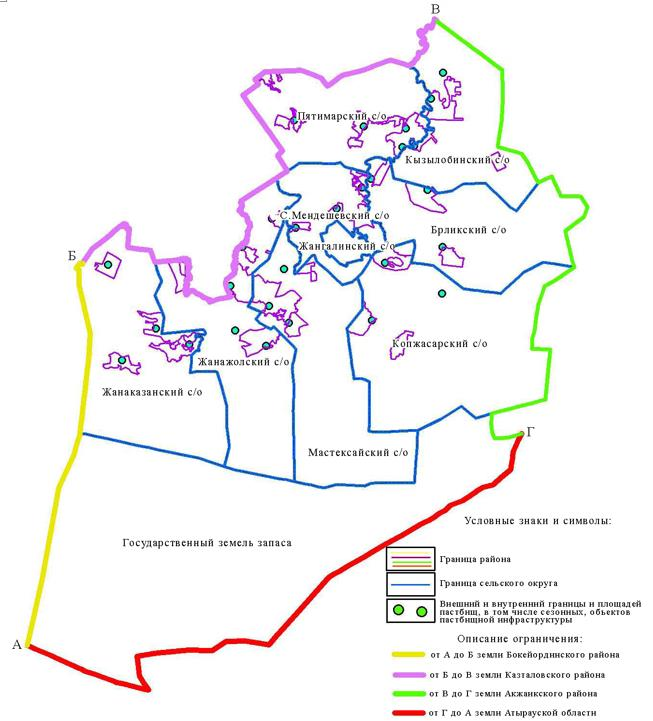 В
Пятимарский с/о
Кызылобинский с/о
С.Мендешевский с/о
Брликский с/о
Жангалинский с/о
Б
Копжасарский с/о
Жанажолский с/о
Жанаказанский с/о
Г
Мастексайский с/о
Государственный земель запаса
А
Условные знаки и символы:
Граница района
Граница сельского округа
Внешний и внутренний границы и площадей
пастбищ, в том числе сезонных, объектов
пастбищной инфраструктуры
Описание ограничения:
от А до Б земли Бокейординского района
от Б до В земли Казталовского района
от В до Г земли Акжаикского района
от Г до А земли Атырауской области